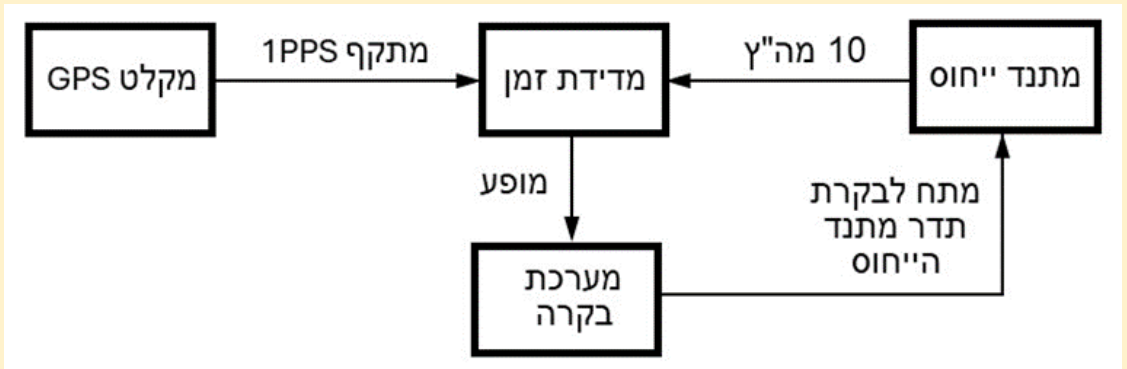 מקלט GPS
מתקף 1PPS
מדידת זמן
10 מה"ץ
מתנד ייחוס
מופע
מערכת
בקרה
מתח לבקרת
תדר מתנד
הייחוס